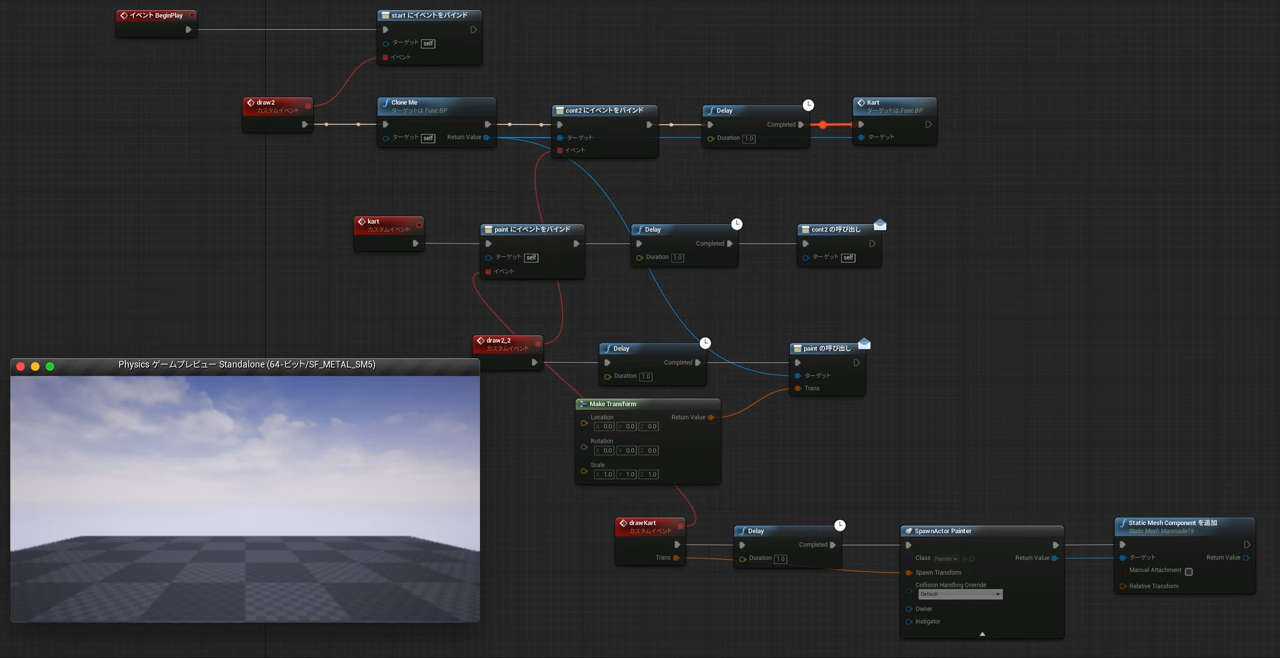 イベント BeginPlay
start にイベントをバインド
ターゲット self
イベント
draw2
カスタムイベント
Clone Me
ターゲットは Func BP
ターゲット self Return Value
cont2 にイベントをバインド
ターゲット
イベント
Delay
Completed
Duration 1.0
Kart
ターゲットは Func BP
ターゲット
kart
カスタムイベント
paint にイベントをバインド
ターゲット self
イベント
Delay
Completed
Duration 1.0
cont2 の呼び出し
ターゲット self
draw2_2
カスタムイベント
Delay
Completed
Duration 1.0
paint の呼び出し
ターゲット
Trans
Physics ゲームプレビュー Standalone (64-ビット/SF_METAL_SM5)
Make Transform
Location Return Value
X 0.0 Y 0.0 Z 0.0
Rotation
X 0.0 Y 0.0 Z 0.0
Scale
X 1.0 Y 1.0 Z 1.0
drawKart
カスタムイベント
Trans
Delay
Completed
Duration 1.0
SpawnActor Painter
Class Painter Return Value
Spawn Transform
Collision Handling Override
Default
Owner
Instigator
Static Mesh Component を追加
Static Mesh Manmade15
ターゲット Return Value
Manual Attachment
Relative Transform